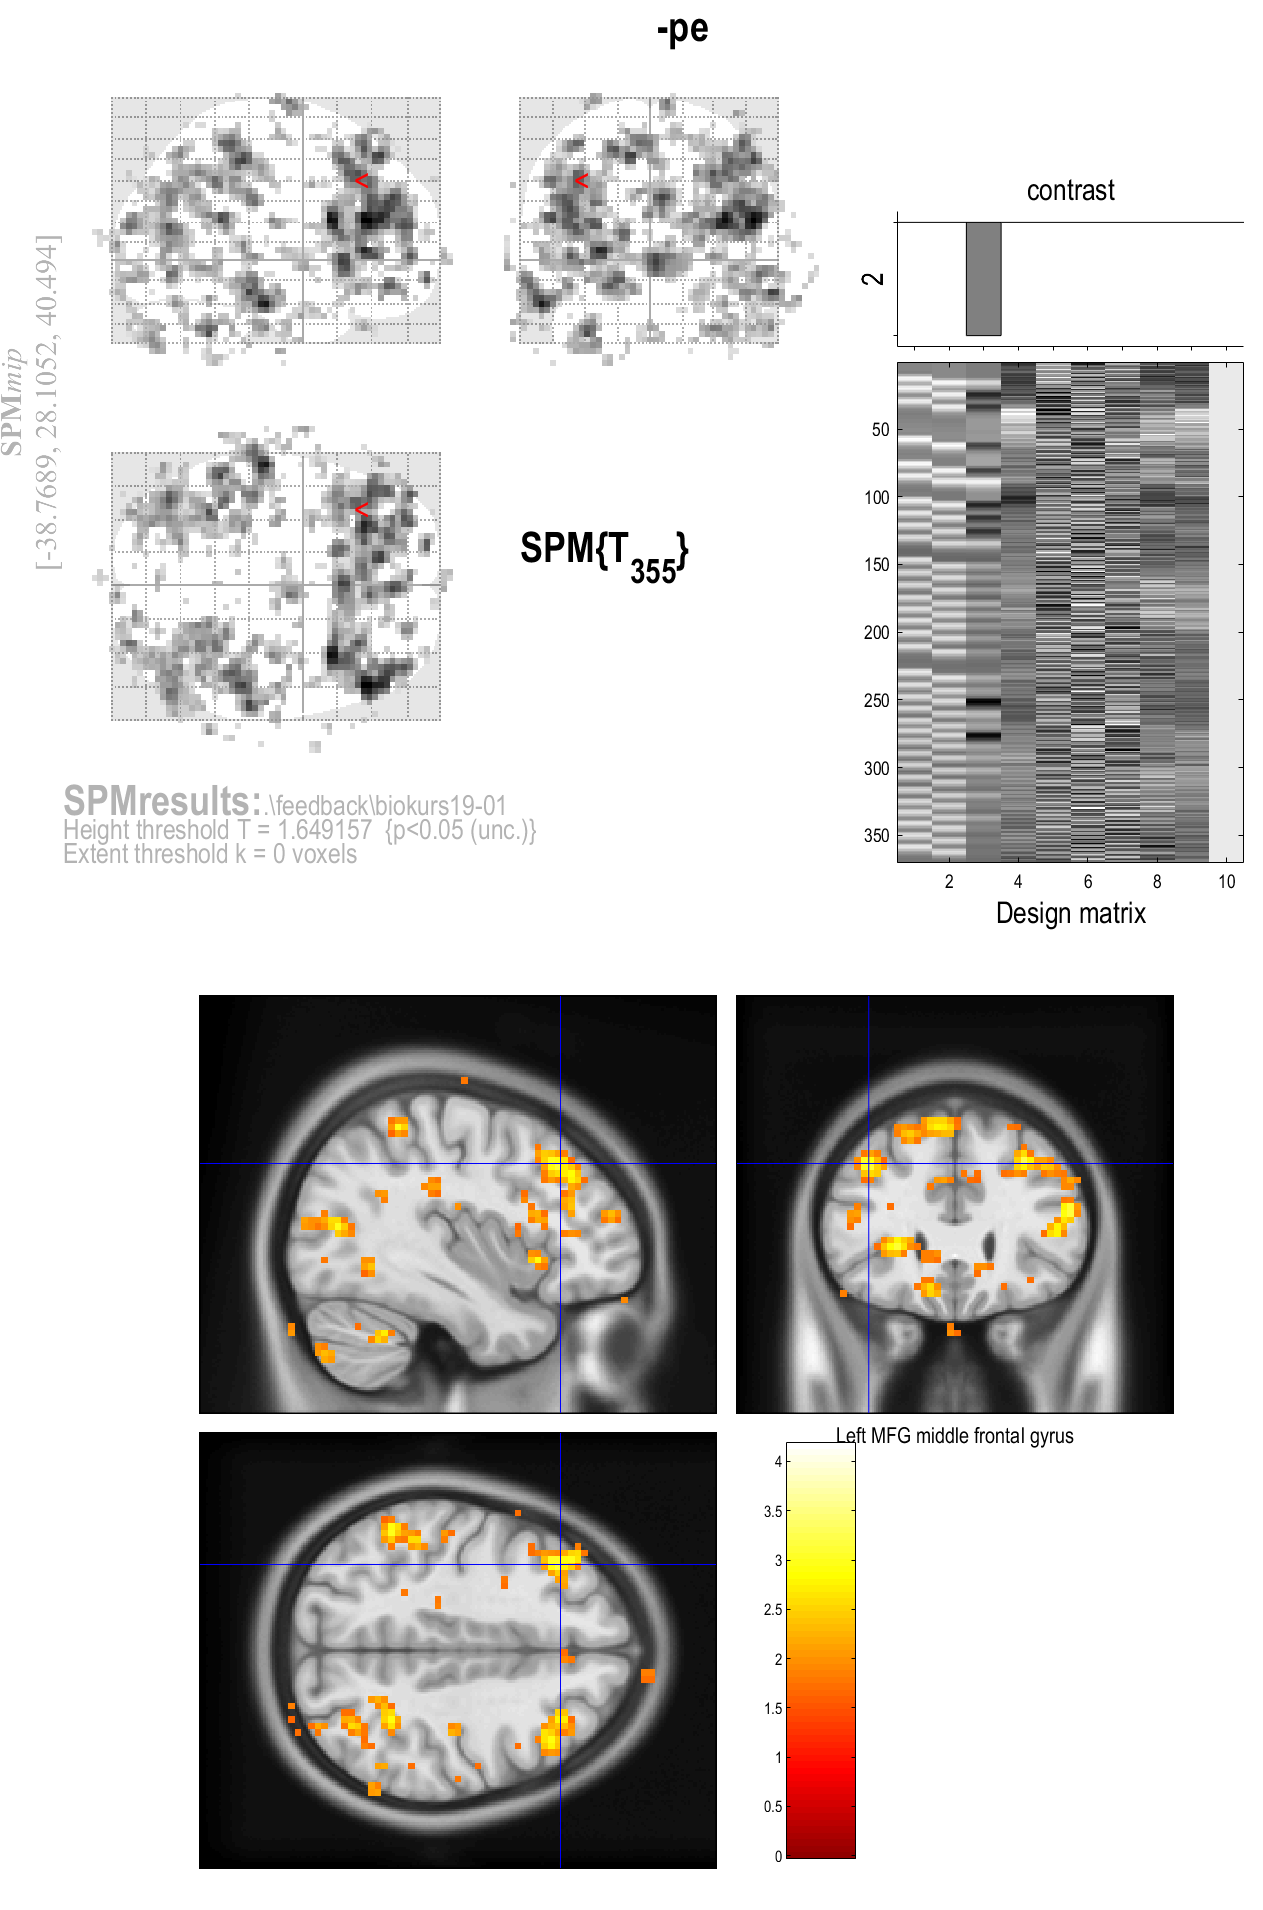 -pe
SPMmip
[-38.7689, 28.1052, 40.494]
<
<
<
SPM{T355}
SPMresults: .\feedback\biokurs19-01
Height threshold T = 1.649157 {p<0.05 (unc.)}
Extent threshold k = 0 voxels
contrast
2
50
100
150
200
250
300
350
2 4 6 8 10
Design matrix
Left MFG middle frontal gyrus
4
3.5
3
2.5
2
1.5
1
0.5
0